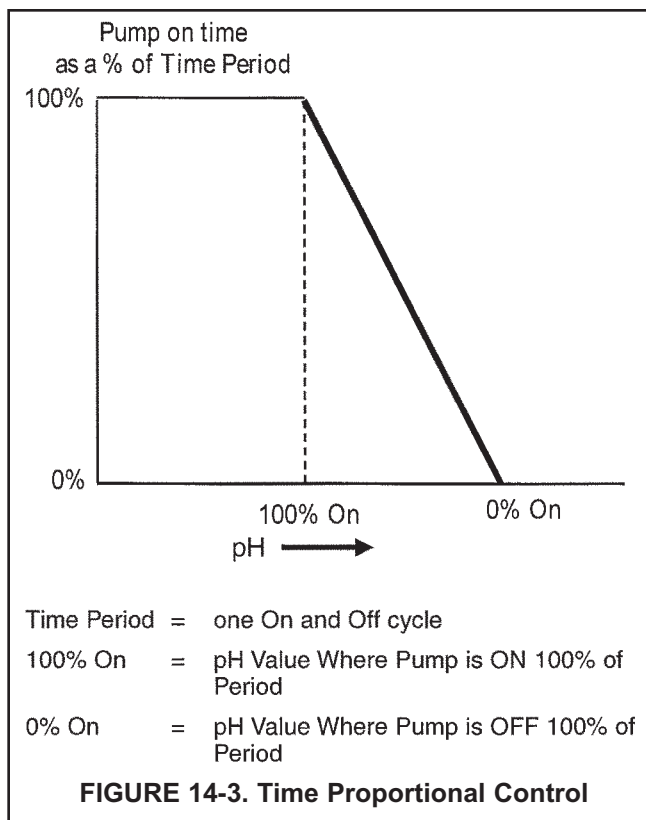 Pump on time
as a % of Time Period
100%
0%
100% On
0% On
pH
Time Period = one On and Off cycle
100% On = pH Value Where Pump is ON 100% of
Period
0% On = pH Value Where Pump is OFF 100% of
Period
FIGURE 14-3. Time Proportional Control